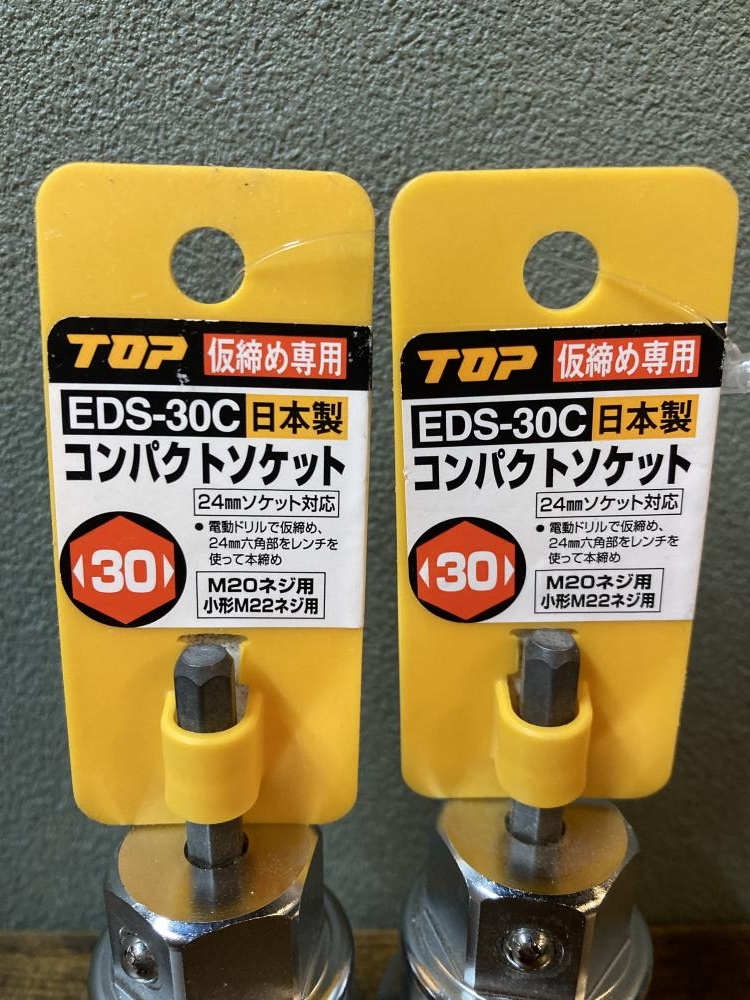 TOP 仮締め専用
EDS-30C 日本製
コンパクトソケット
24㎜ソケット対応
● 電動ドリルで仮締め、
24㎜六角部をレンチを
使って本締め
30
M20ネジ用
小形M22ネジ用
TOP 仮締め専用
EDS-30C 日本製
コンパクトソケット
24㎜ソケット対応
● 電動ドリルで仮締め、
24㎜六角部をレンチを
使って本締め
30
M20ネジ用
小形M22ネジ用